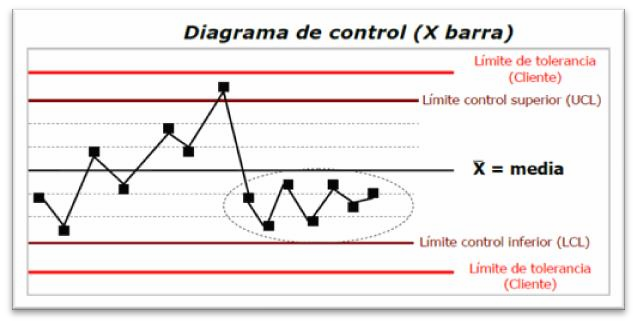 Diagrama de control (X barra)
Límite de tolerancia
(Cliente)
Límite control superior (UCL)
X̅ = media
Límite control inferior (LCL)
Límite de tolerancia
(Cliente)